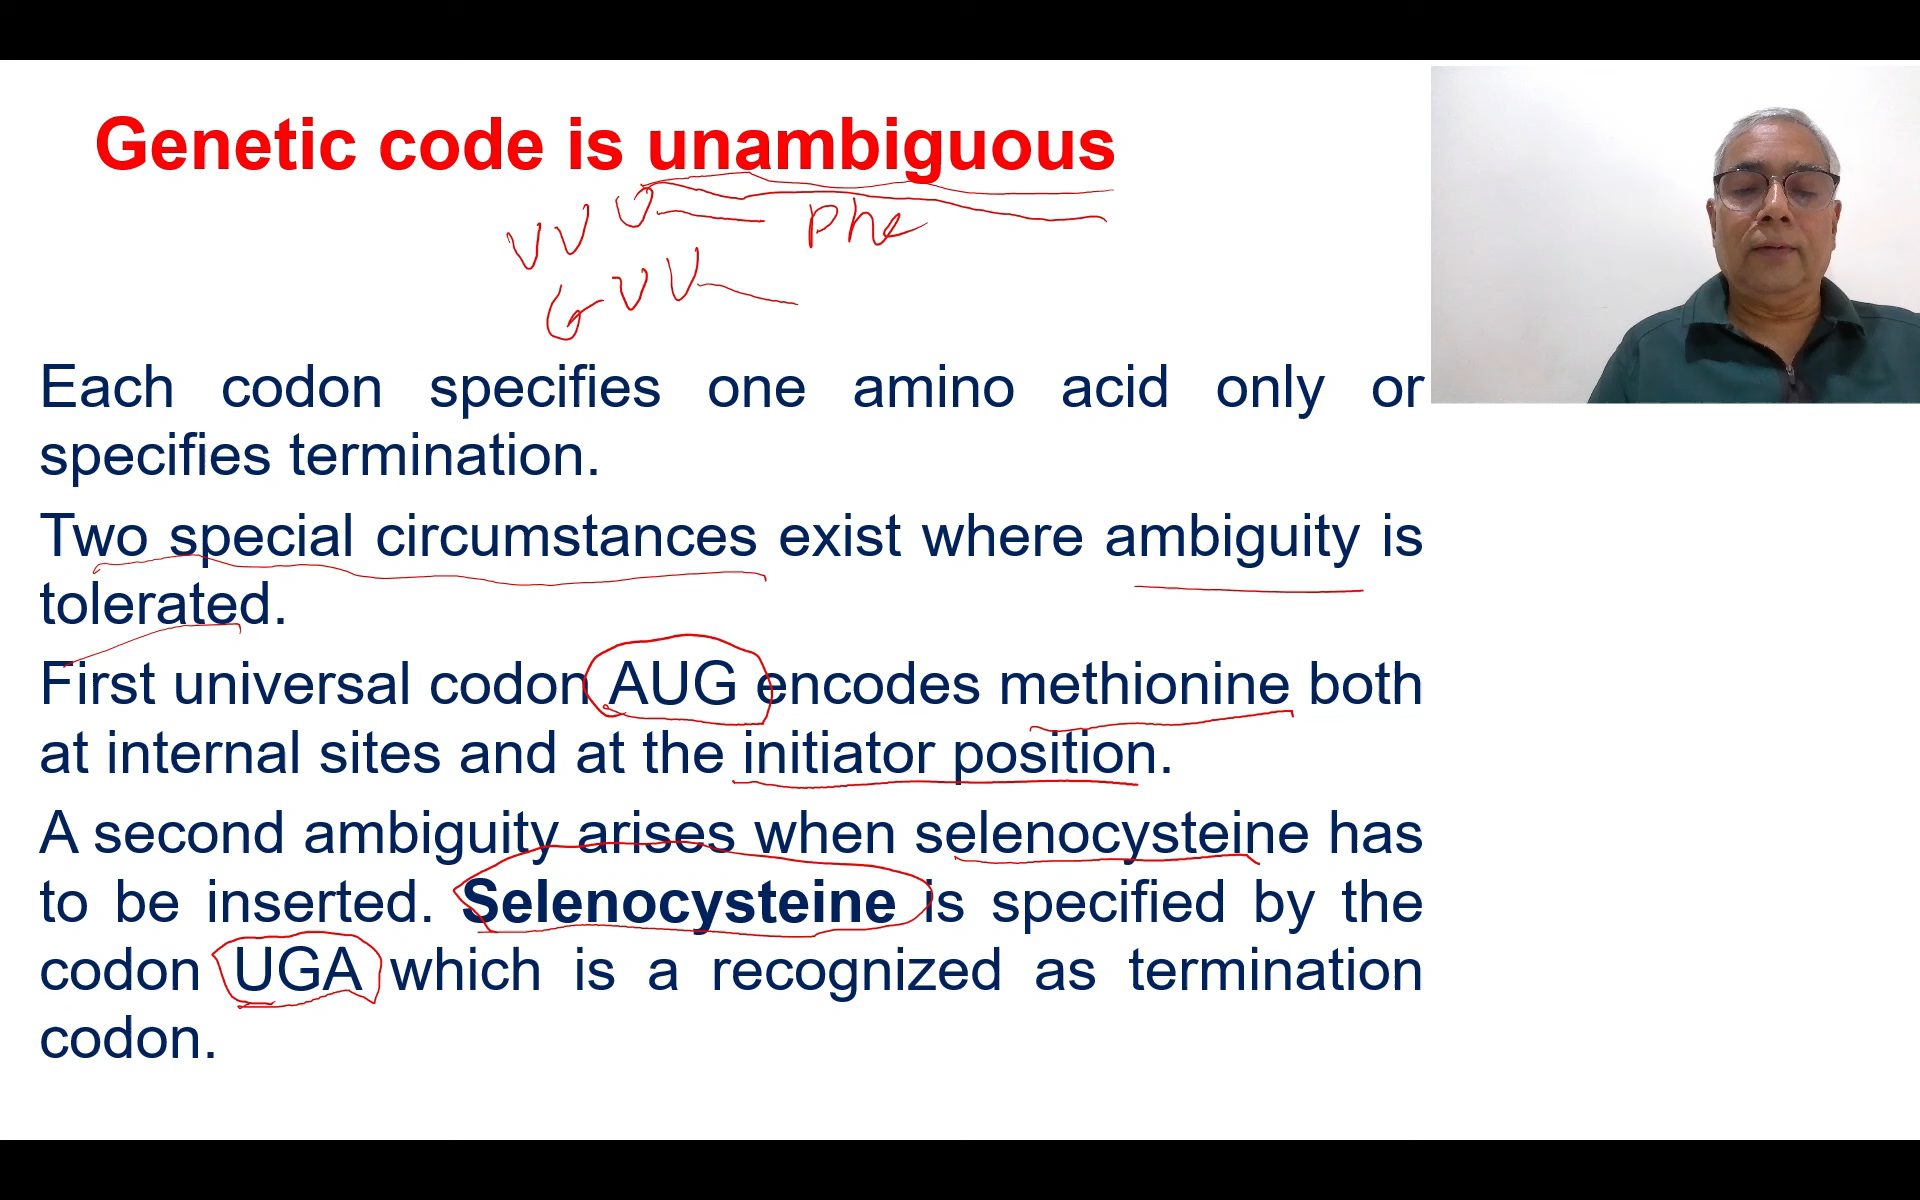 Genetic code is unambiguous
UUU Phe
GUU
Each codon specifies one amino acid only or
specifies termination.
Two special circumstances exist where ambiguity is
tolerated.
First universal codon AUG encodes methionine both
at internal sites and at the initiator position.
A second ambiguity arises when selenocysteine has
to be inserted. Selenocysteine is specified by the
codon UGA which is a recognized as termination
codon.